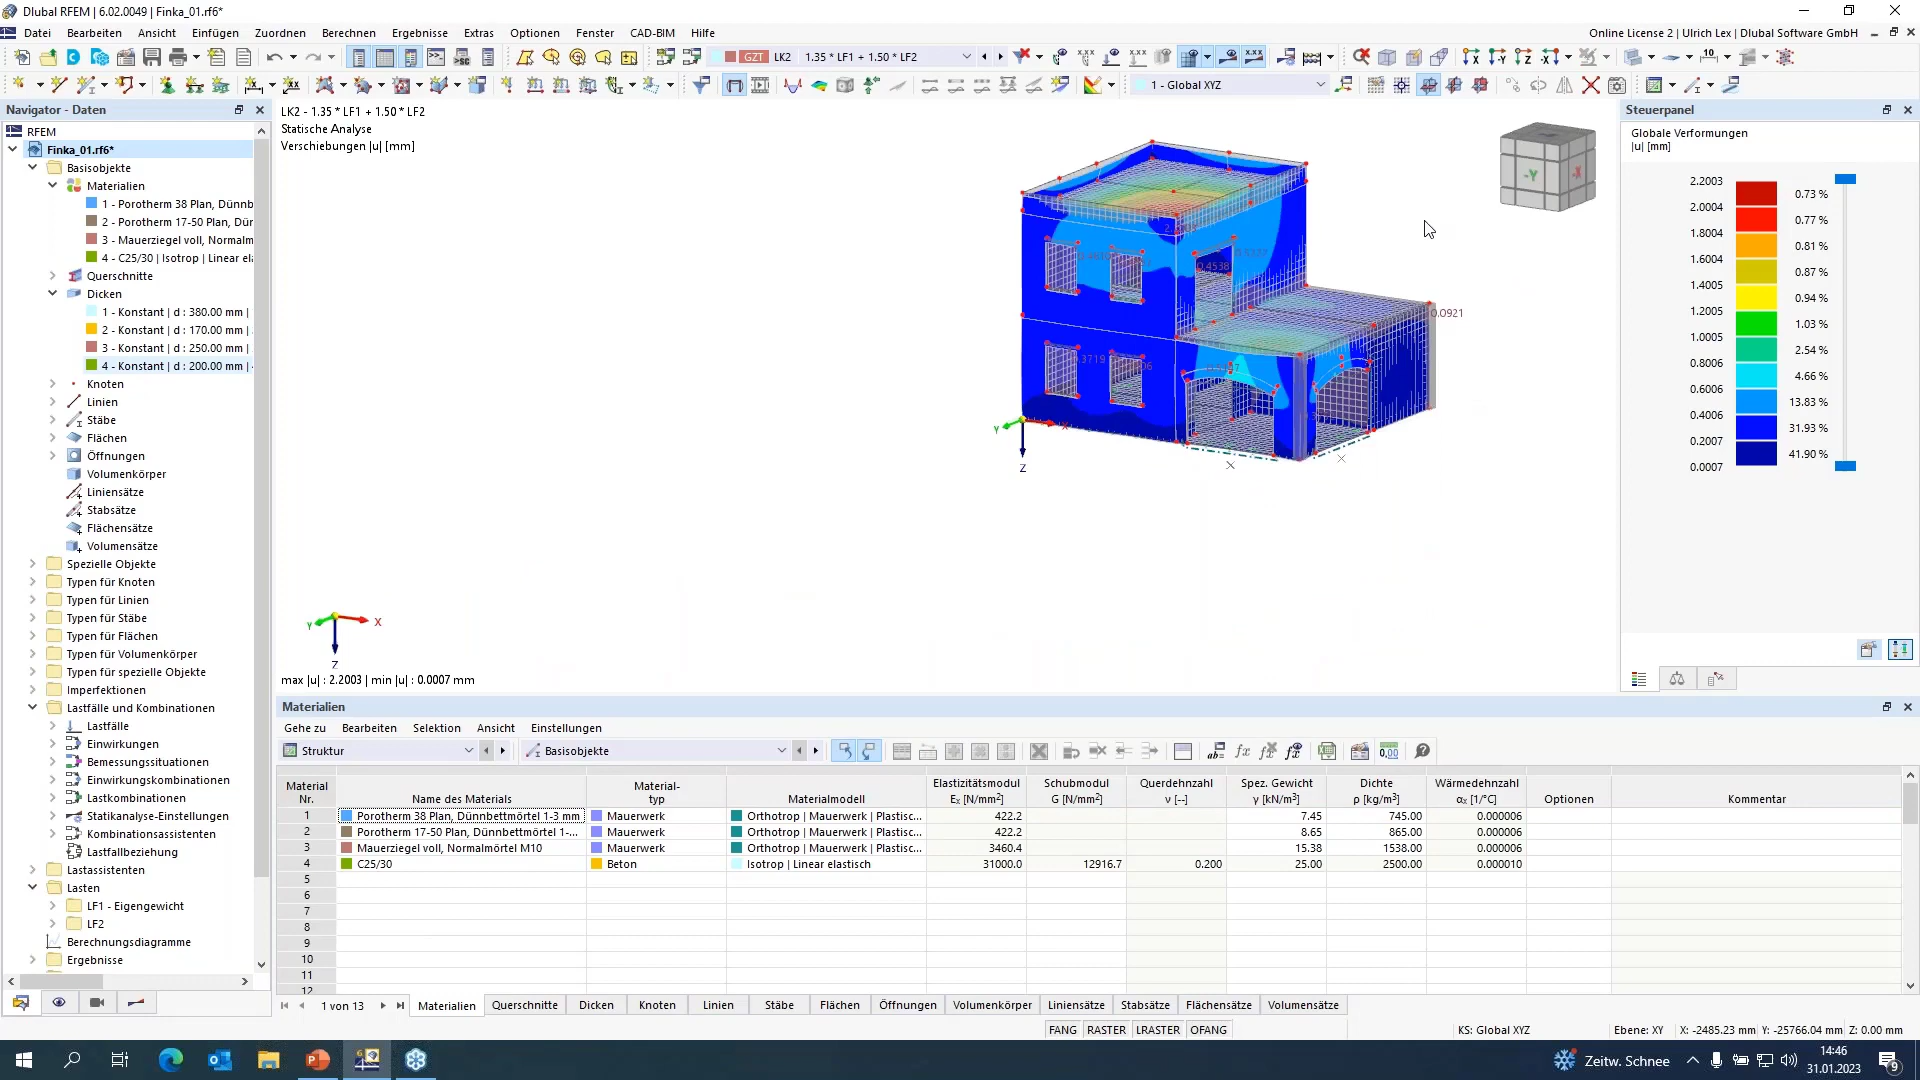 Dlubal RFEM | 6.02.0049 | Finka_01.rf6*
Datei Bearbeiten Ansicht Einfügen Zuordnen Berechnen Ergebnisse Extras Optionen Fenster CAD-BIM Hilfe
Online License 2 | Ulrich Lex | Dlubal Software GmbH
GZT LK2 1.35 * LF1 + 1.50 * LF2
1 - Global XYZ
Navigator - Daten
RFEM
Finka_01.rf6*
Basisobjekte
Materialien
1 - Porotherm 38 Plan, Dünnb
2 - Porotherm 17-50 Plan, Dür
3 - Mauerziegel voll, Normalm
4 - C25/30 | Isotrop | Linear ela
Querschnitte
Dicken
1 - Konstant | d : 380.00 mm |
2 - Konstant | d : 170.00 mm |
3 - Konstant | d : 250.00 mm |
4 - Konstant | d : 200.00 mm |
Knoten
Linien
Stäbe
Flächen
Öffnungen
Volumenkörper
Liniensätze
Stabsätze
Flächensätze
Volumensätze
Spezielle Objekte
Typen für Knoten
Typen für Linien
Typen für Stäbe
Typen für Flächen
Typen für Volumenkörper
Typen für spezielle Objekte
Imperfektionen
Lastfälle und Kombinationen
Lastfälle
Einwirkungen
Bemessungssituationen
Einwirkungskombinationen
Lastkombinationen
Statikanalyse-Einstellungen
Kombinationsassistenten
Lastfallbeziehung
Lastassistenten
Lasten
LF1 - Eigengewicht
LF2
Berechnungsdiagramme
Ergebnisse
LK2 - 1.35 * LF1 + 1.50 * LF2
Statische Analyse
Verschiebungen |u| [mm]
0.4538
0.0921
Y
X
Z
Y
X
Z
-Y
-X
max |u| : 2.2003 | min |u| : 0.0007 mm
Steuerpanel
Globale Verformungen
|u| [mm]
2.2003
0.73 %
2.0004
0.77 %
1.8004
0.81 %
1.6004
0.87 %
1.4005
0.94 %
1.2005
1.03 %
1.0005
2.54 %
0.8006
4.66 %
0.6006
13.83 %
0.4006
31.93 %
0.2007
41.90 %
0.0007
Materialien
Gehe zu Bearbeiten Selektion Ansicht Einstellungen
Struktur Basisobjekte
Material Nr. Name des Materials Material-typ Materialmodell Elastizitätsmodul Ex [N/mm²] Schubmodul G [N/mm²] Querdehnzahl ν [--] Spez. Gewicht γ [kN/m³] Dichte ρ [kg/m³] Wärmedehnzahl αx [1/°C] Optionen Kommentar
1 Porotherm 38 Plan, Dünnbettmörtel 1-3 mm Mauerwerk Orthotrop | Mauerwerk | Plastisc... 422.2 7.45 745.00 0.000006
2 Porotherm 17-50 Plan, Dünnbettmörtel 1-... Mauerwerk Orthotrop | Mauerwerk | Plastisc... 422.2 8.65 865.00 0.000006
3 Mauerziegel voll, Normalmörtel M10 Mauerwerk Orthotrop | Mauerwerk | Plastisc... 3460.4 15.38 1538.00 0.000006
4 C25/30 Beton Isotrop | Linear elastisch 31000.0 12916.7 0.200 25.00 2500.00 0.000010
5
6
7
8
9
10
11
12
1 von 13 Materialien Querschnitte Dicken Knoten Linien Stäbe Flächen Öffnungen Volumenkörper Liniensätze Stabsätze Flächensätze Volumensätze
FANG RASTER LRASTER OFANG KS: Global XYZ Ebene: XY X: -2485.23 mm Y: -25766.04 mm Z: 0.00 mm
Zeitw. Schnee
14:46
31.01.2023
9